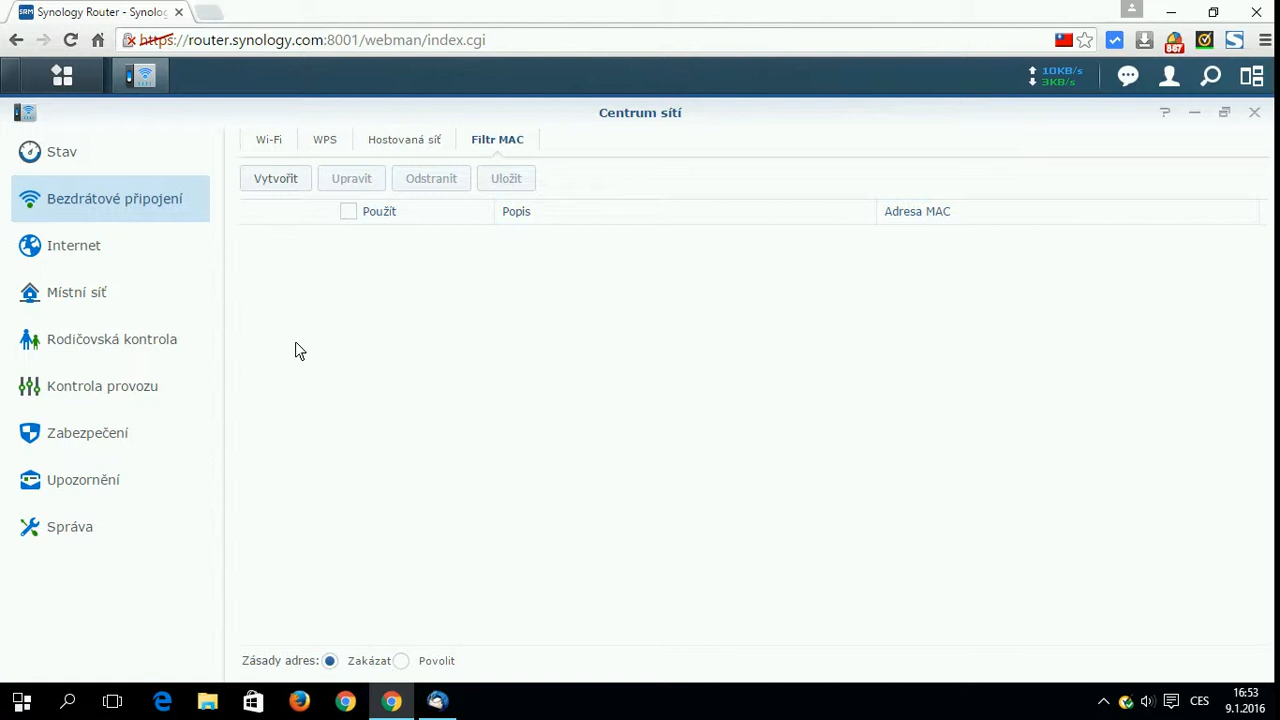 SRM Synology Router - Synolog
https://router.synology.com:8001/webman/index.cgi
867
10KB/s
3KB/s
Centrum sítí
Wi-Fi WPS Hostovaná síť Filtr MAC
Stav
Bezdrátové připojení
Internet
Místní síť
Rodičovská kontrola
Kontrola provozu
Zabezpečení
Upozornění
Správa
Vytvořit Upravit Odstranit Uložit
Použít Popis Adresa MAC
Zásady adres: Zakázat Povolit
CES
16:53
9.1.2016